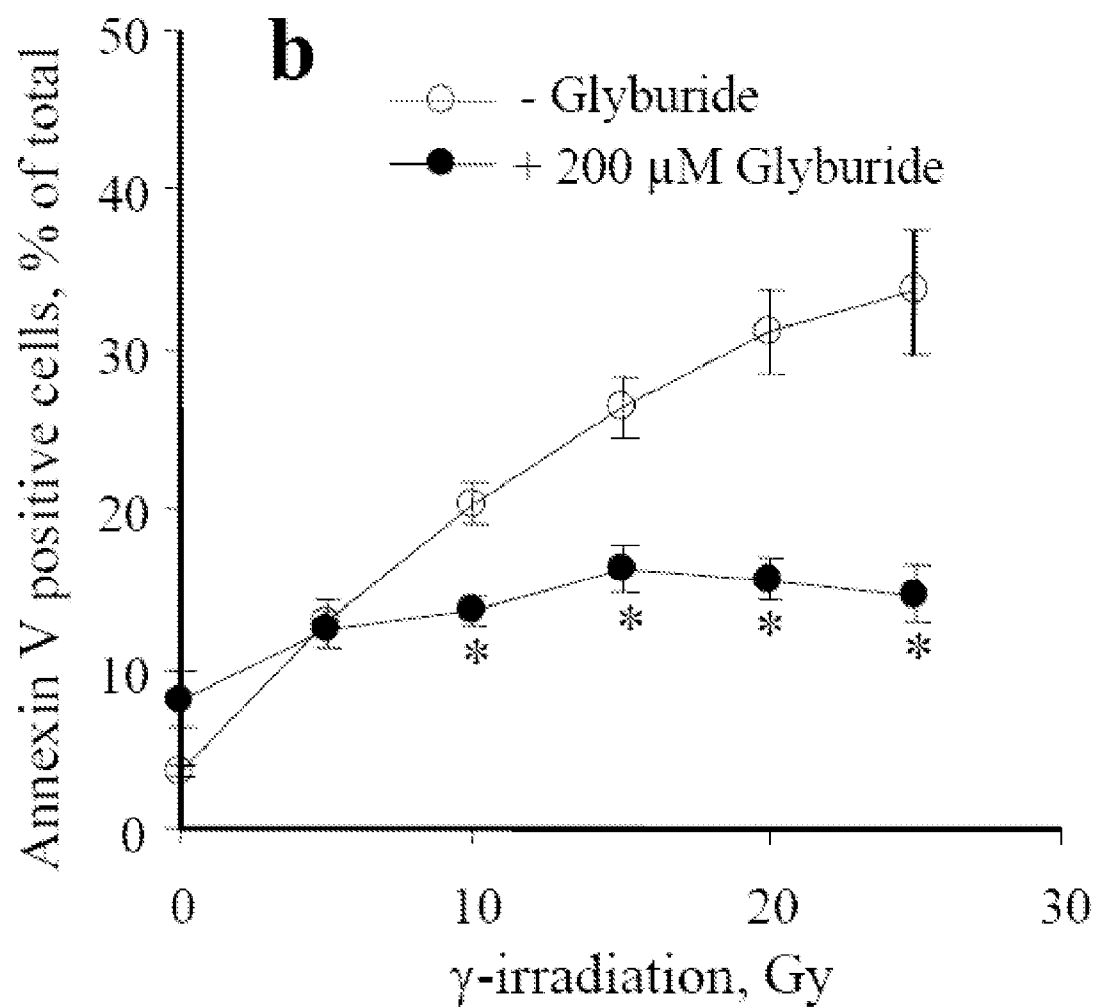 b
- Glyburide
+ 200 µM Glyburide
Annexin V positive cells, % of total
50
40
30
20
10
0
*
*
*
*
0
10
20
30
γ-irradiation, Gy